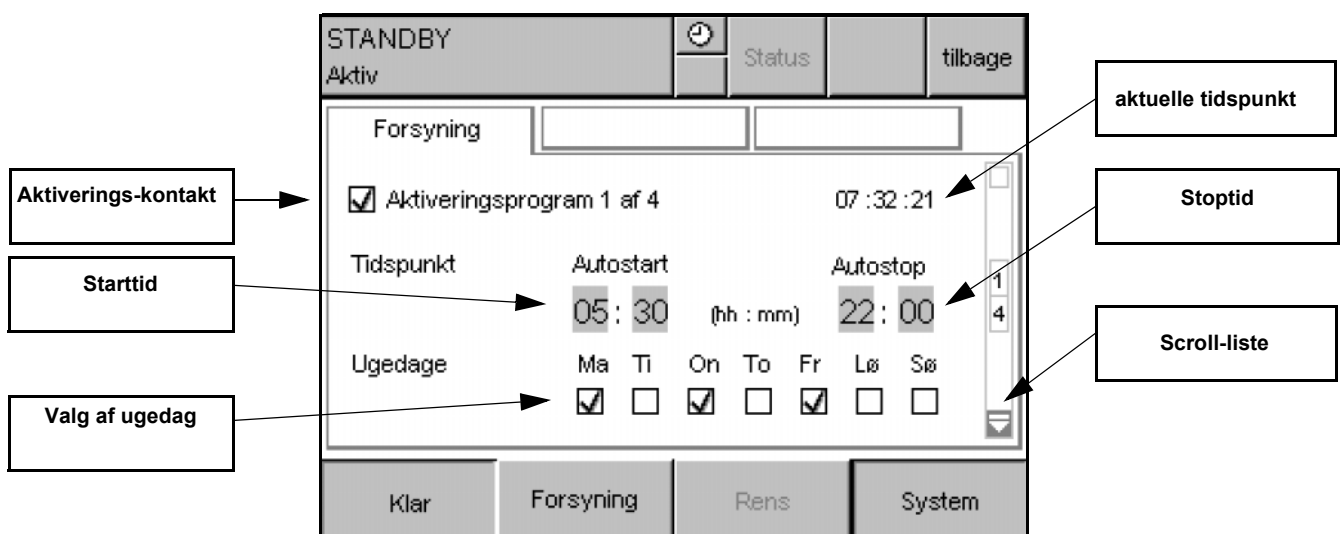 STANDBY
Aktiv
Status
tilbage
aktuelle tidspunkt
Forsyning
Aktiverings-kontakt
Aktiveringsprogram 1 af 4
07 :32 :21
Stoptid
Starttid
Tidspunkt
Autostart
Autostop
05 : 30
(hh : mm)
22 : 00
1
4
Scroll-liste
Ugedage
Ma Ti On To Fr Lø Sø
Valg af ugedag
Klar
Forsyning
Rens
System